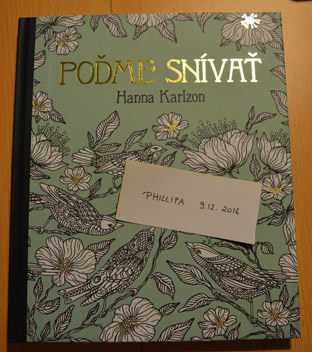 POĎME SNÍVAŤ
Hanna Karlzon
PHILLIPA 9.12. 2016